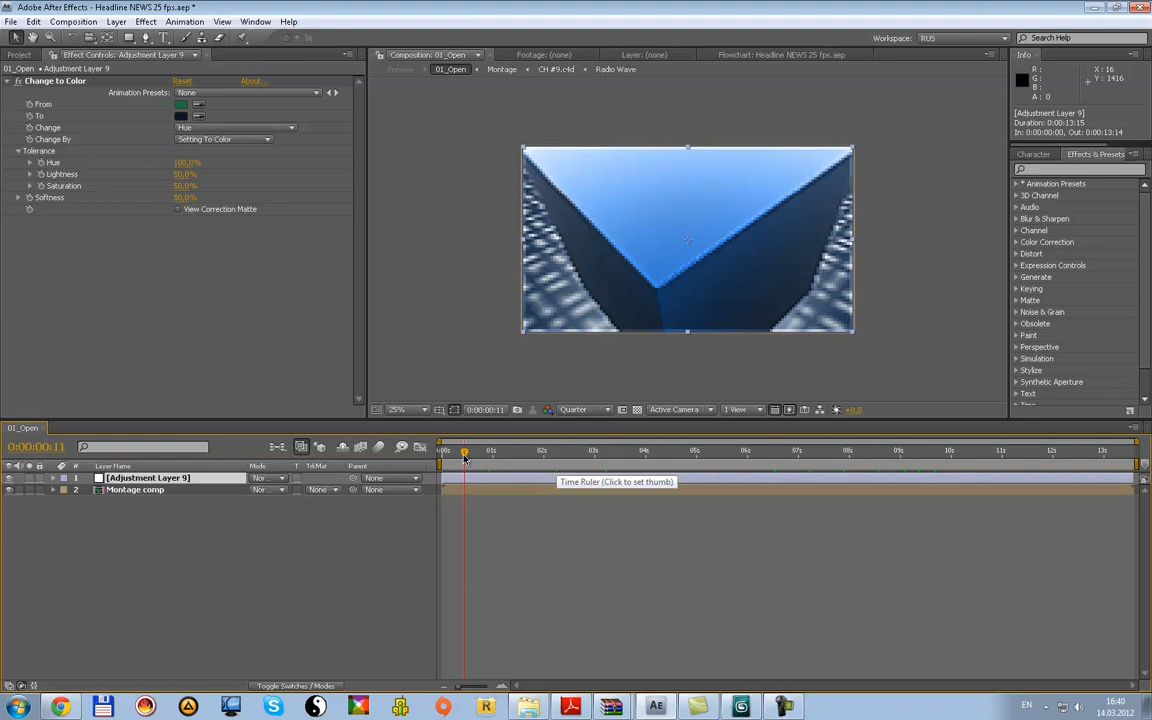 Adobe After Effects - Headline NEWS 25 fps.aep *
File Edit Composition Layer Effect Animation View Window Help
Workspace: RUS Search Help
Project Effect Controls: Adjustment Layer 9
01_Open • Adjustment Layer 9
Change to Color Reset About...
Animation Presets: None
From
To
Change Hue
Change By Setting To Color
Tolerance
Hue 100,0%
Lightness 50,0%
Saturation 50,0%
Softness 50,0%
View Correction Matte
Composition: 01_Open Footage: (none) Layer: (none) Flowchart: Headline NEWS 25 fps.aep
Preview 01_Open Montage CH #9.c4d Radio Wave
25% 0:00:00:11 Quarter Active Camera 1 View +0,0
Info
R : X : 16
G : Y : 1416
B :
A : 0
[Adjustment Layer 9]
Duration: 0:00:13:15
In: 0:00:00:00, Out: 0:00:13:14
Character Effects & Presets
* Animation Presets
3D Channel
Audio
Blur & Sharpen
Channel
Color Correction
Distort
Expression Controls
Generate
Keying
Matte
Noise & Grain
Obsolete
Paint
Perspective
Simulation
Stylize
Synthetic Aperture
Text
01_Open
0:00:00:11
:00s 01s 02s 03s 04s 05s 06s 07s 08s 09s 10s 11s 12s 13s
# Layer Name Mode T TrkMat Parent
1 [Adjustment Layer 9] Nor... None
2 Montage comp Nor... None None
Time Ruler (Click to set thumb)
Toggle Switches / Modes
EN 16:40
14.03.2012